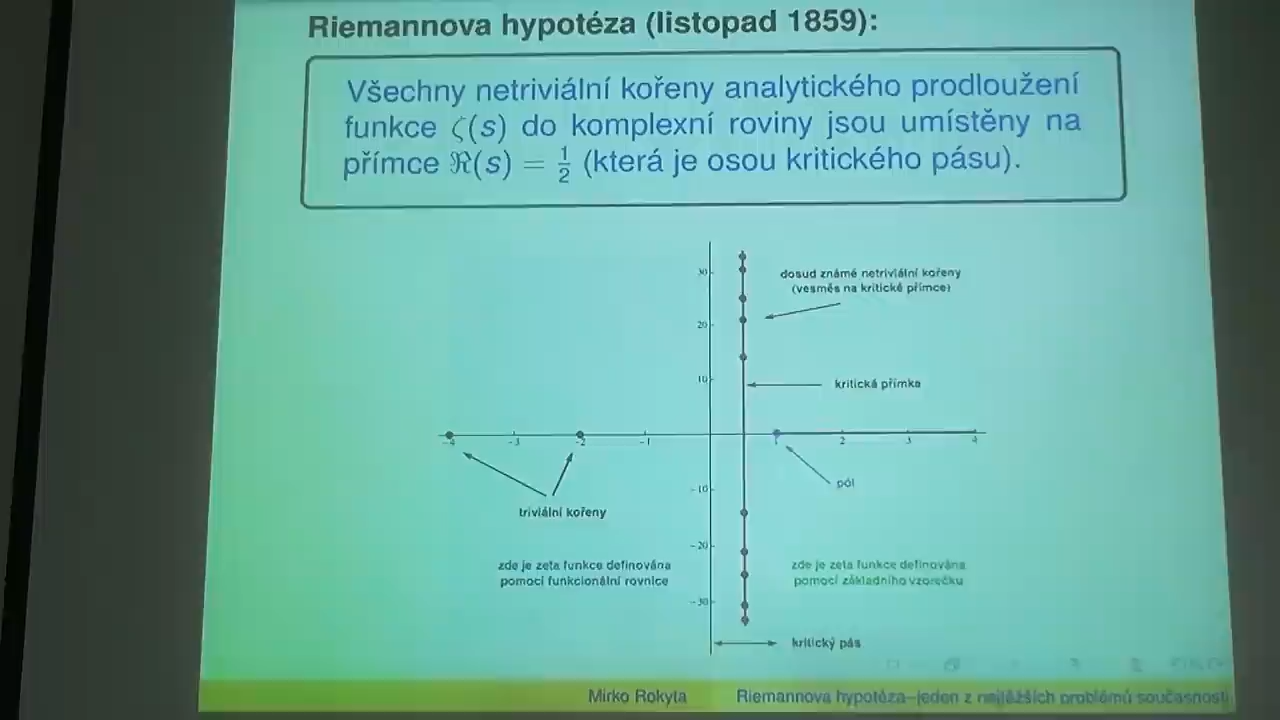 Riemannova hypotéza (listopad 1859):
Všechny netriviální kořeny analytického prodloužení
funkce ζ(s) do komplexní roviny jsou umístěny na
přímce ℜ(s) = 1/2 (která je osou kritického pásu).
30
dosud známé netriviální kořeny
(vesměs na kritické přímce)
20
10
kritická přímka
-4 -3 -2 -1 1 2 3 4
pól
-10
triviální kořeny
-20
zde je zeta funkce definována
pomocí funkcionální rovnice
zde je zeta funkce definována
pomocí základního vzorečku
-30
kritický pás
Mirko Rokyta Riemannova hypotéza–jeden z nejtěžších problémů současnosti